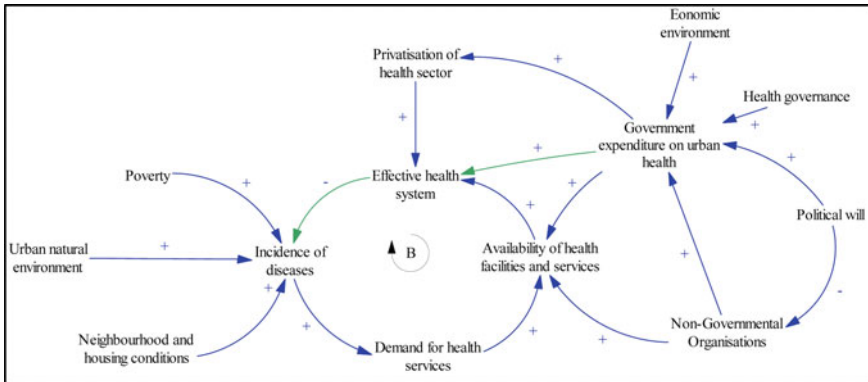 Eonomic
environment
Privatisation of
health sector
+
+
Health governance
+
+
Government
expenditure on urban
health
+
+
-
Effective health
system
Poverty
+
+
+
Political will
Urban natural
environment
+
Incidence of
diseases
B
Availability of health
facilities and services
+
-
+
+
Neighbourhood and
housing conditions
Demand for health
services
+
+
Non-Governmental
Organisations